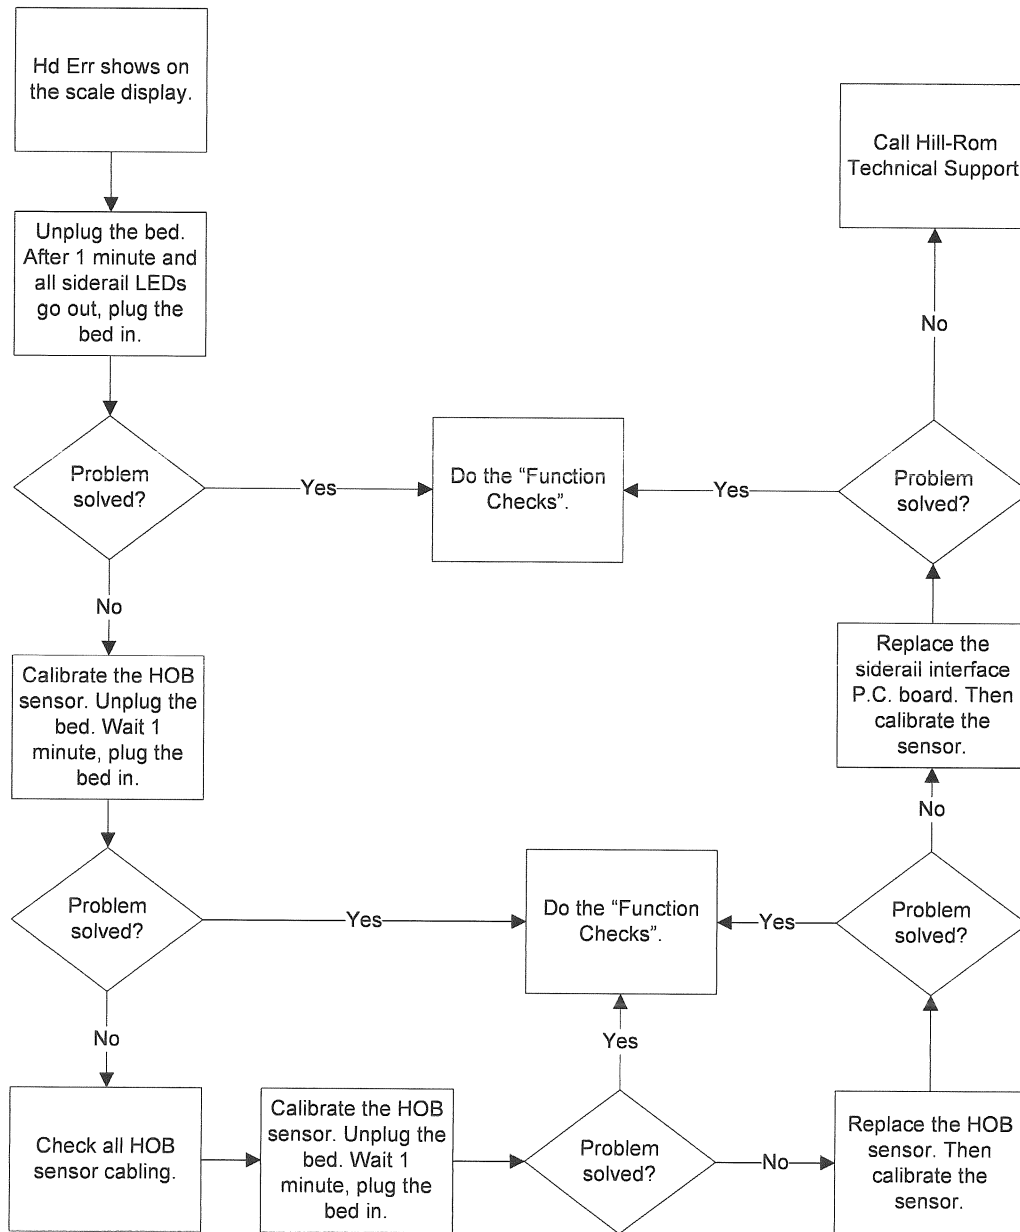 Hd Err shows on
the scale display.
Unplug the bed.
After 1 minute and
all siderail LEDs
go out, plug the
bed in.
Problem
solved?
Yes
Do the “Function
Checks”.
No
Calibrate the HOB
sensor. Unplug the
bed. Wait 1
minute, plug the
bed in.
Problem
solved?
Yes
Do the “Function
Checks”.
No
Check all HOB
sensor cabling.
Calibrate the HOB
sensor. Unplug the
bed. Wait 1
minute, plug the
bed in.
Problem
solved?
Yes
No
Replace the HOB
sensor. Then
calibrate the
sensor.
Problem
solved?
Yes
No
Replace the
siderail interface
P.C. board. Then
calibrate the
sensor.
Problem
solved?
Yes
No
Call Hill-Rom
Technical Support